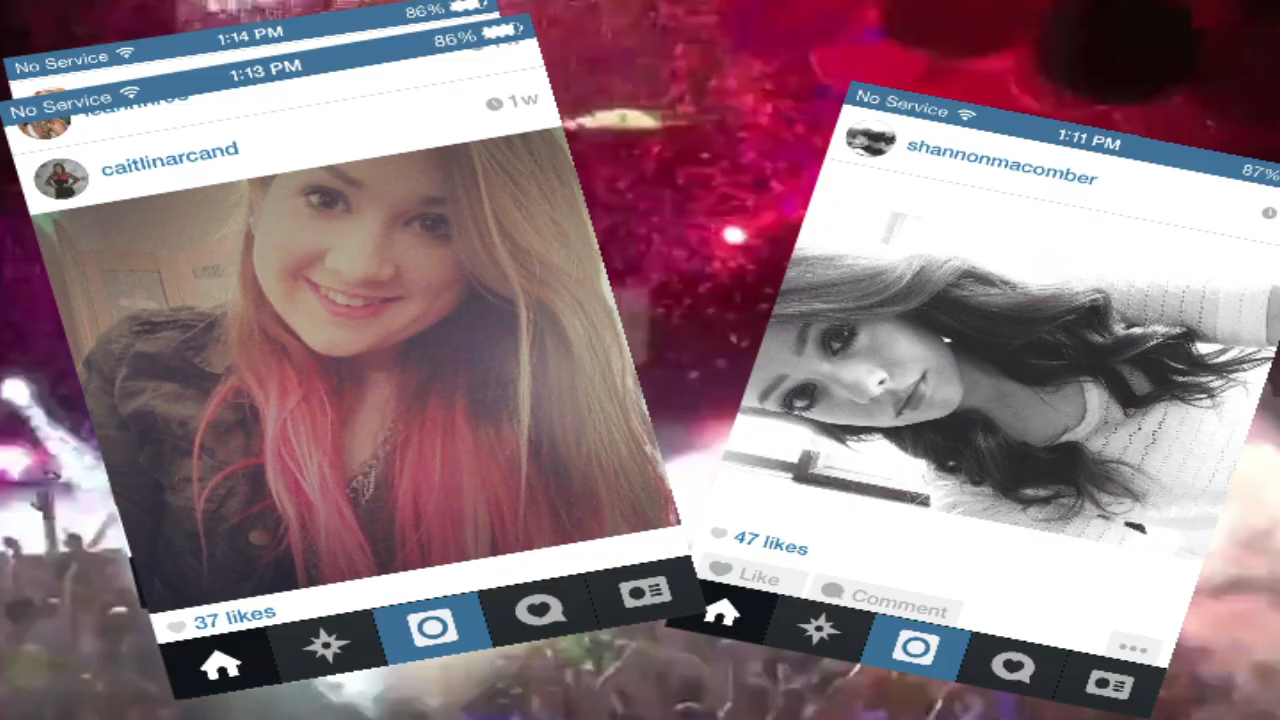 No Service 1:14 PM 86%
No Service 1:13 PM 86%
1w
caitlinarcand
37 likes
No Service 1:11 PM 87%
shannonmacomber
47 likes
Like Comment